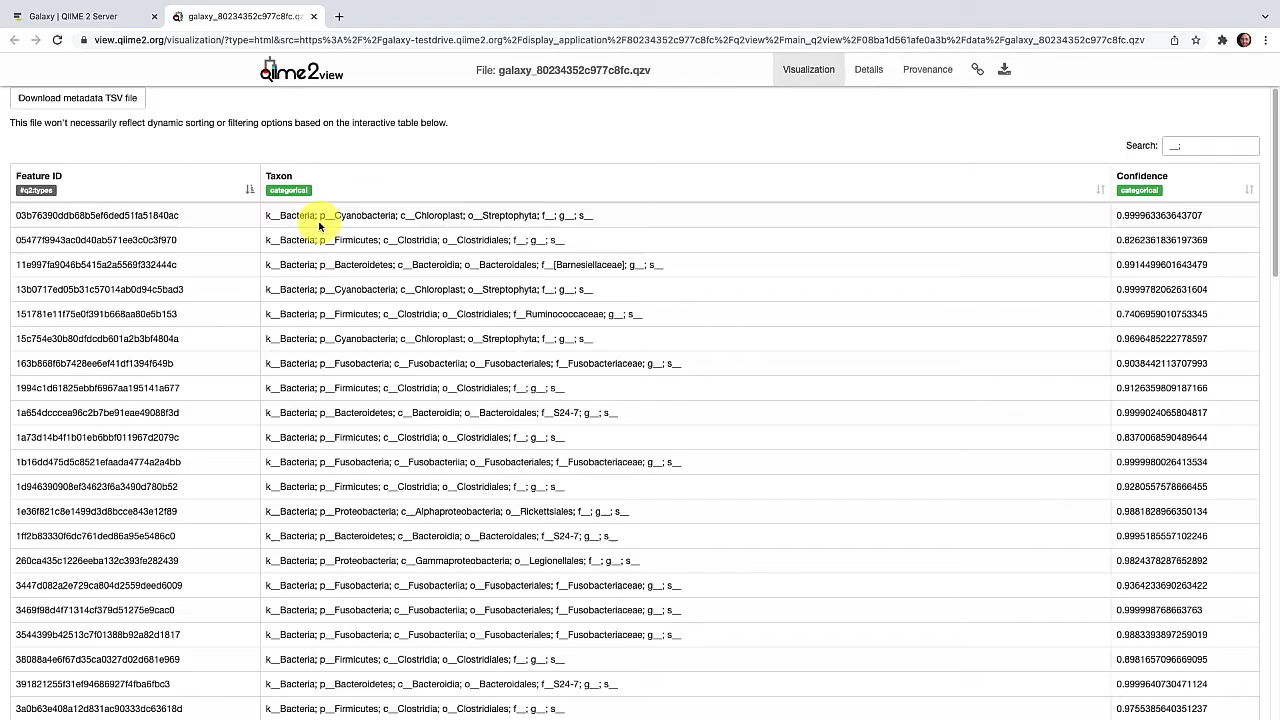 Galaxy | QIIME 2 Server
galaxy_80234352c977c8fc.qz
view.qiime2.org/visualization/?type=html&src=https%3A%2F%2Fgalaxy-testdrive.qiime2.org%2Fdisplay_application%2F80234352c977c8fc%2Fq2view%2Fmain_q2view%2F08ba1d561afe0a3b%2Fdata%2Fgalaxy_80234352c977c8fc.qzv
qiime2view File: galaxy_80234352c977c8fc.qzv Visualization Details Provenance
Download metadata TSV file
This file won't necessarily reflect dynamic sorting or filtering options based on the interactive table below.
Search: __;
Feature ID Taxon Confidence
#q2:types categorical categorical
03b76390ddb68b5ef6ded51fa51840ac k__Bacteria; p__Cyanobacteria; c__Chloroplast; o__Streptophyta; f__; g__; s__ 0.999963363643707
05477f9943ac0d40ab571ee3c0c3f970 k__Bacteria; p__Firmicutes; c__Clostridia; o__Clostridiales; f__; g__; s__ 0.8262361836197369
11e997fa9046b5415a2a5569f332444c k__Bacteria; p__Bacteroidetes; c__Bacteroidia; o__Bacteroidales; f__[Barnesiellaceae]; g__; s__ 0.9914499601643479
13b0717ed05b31c57014ab0d94c5bad3 k__Bacteria; p__Cyanobacteria; c__Chloroplast; o__Streptophyta; f__; g__; s__ 0.9999782062631604
151781e11f75e0f391b668aa80e5b153 k__Bacteria; p__Firmicutes; c__Clostridia; o__Clostridiales; f__Ruminococcaceae; g__; s__ 0.7406959010753345
15c754e30b80dfdcdb601a2b3bf4804a k__Bacteria; p__Cyanobacteria; c__Chloroplast; o__Streptophyta; f__; g__; s__ 0.9696485222778597
163b868f6b7428ee6ef41df1394f649b k__Bacteria; p__Fusobacteria; c__Fusobacteriia; o__Fusobacteriales; f__Fusobacteriaceae; g__; s__ 0.9038442113707993
1994c1d61825ebbf6967aa195141a677 k__Bacteria; p__Firmicutes; c__Clostridia; o__Clostridiales; f__; g__; s__ 0.9126359809187166
1a654dcccea96c2b7be91eae49088f3d k__Bacteria; p__Bacteroidetes; c__Bacteroidia; o__Bacteroidales; f__S24-7; g__; s__ 0.9999024065804817
1a73d14b4f1b01eb6bbf011967d2079c k__Bacteria; p__Firmicutes; c__Clostridia; o__Clostridiales; f__; g__; s__ 0.8370068590489644
1b16dd475d5c8521efaada4774a2a4bb k__Bacteria; p__Fusobacteria; c__Fusobacteriia; o__Fusobacteriales; f__Fusobacteriaceae; g__; s__ 0.9999980026413534
1d946390908ef34623f6a3490d780b52 k__Bacteria; p__Firmicutes; c__Clostridia; o__Clostridiales; f__; g__; s__ 0.9280557578666455
1e36f821c8e1499d3d8bcce843e12f89 k__Bacteria; p__Proteobacteria; c__Alphaproteobacteria; o__Rickettsiales; f__; g__; s__ 0.9881828966350134
1ff2b83330f6dc761ded86a95e5486c0 k__Bacteria; p__Bacteroidetes; c__Bacteroidia; o__Bacteroidales; f__S24-7; g__; s__ 0.9995185557102246
260ca435c1226eeba132c393fe282439 k__Bacteria; p__Proteobacteria; c__Gammaproteobacteria; o__Legionellales; f__; g__; s__ 0.9824378287652892
3447d082a2e729ca804d2559deed6009 k__Bacteria; p__Fusobacteria; c__Fusobacteriia; o__Fusobacteriales; f__Fusobacteriaceae; g__; s__ 0.9364233690263422
3469f98d4f71314cf379d51275e9cac0 k__Bacteria; p__Fusobacteria; c__Fusobacteriia; o__Fusobacteriales; f__Fusobacteriaceae; g__; s__ 0.999998768663763
3544399b42513c7f01388b92a82d1817 k__Bacteria; p__Fusobacteria; c__Fusobacteriia; o__Fusobacteriales; f__Fusobacteriaceae; g__; s__ 0.9883393897259019
38088a4e6f67d35ca0327d02d681e969 k__Bacteria; p__Firmicutes; c__Clostridia; o__Clostridiales; f__; g__; s__ 0.8981657096669095
391821255f31ef94686927f4fba6fbc3 k__Bacteria; p__Bacteroidetes; c__Bacteroidia; o__Bacteroidales; f__S24-7; g__; s__ 0.9999640730471124
3a0b63e408a12d831ac90333dc63618d k__Bacteria; p__Firmicutes; c__Clostridia; o__Clostridiales; f__; g__; s__ 0.9755385640351237